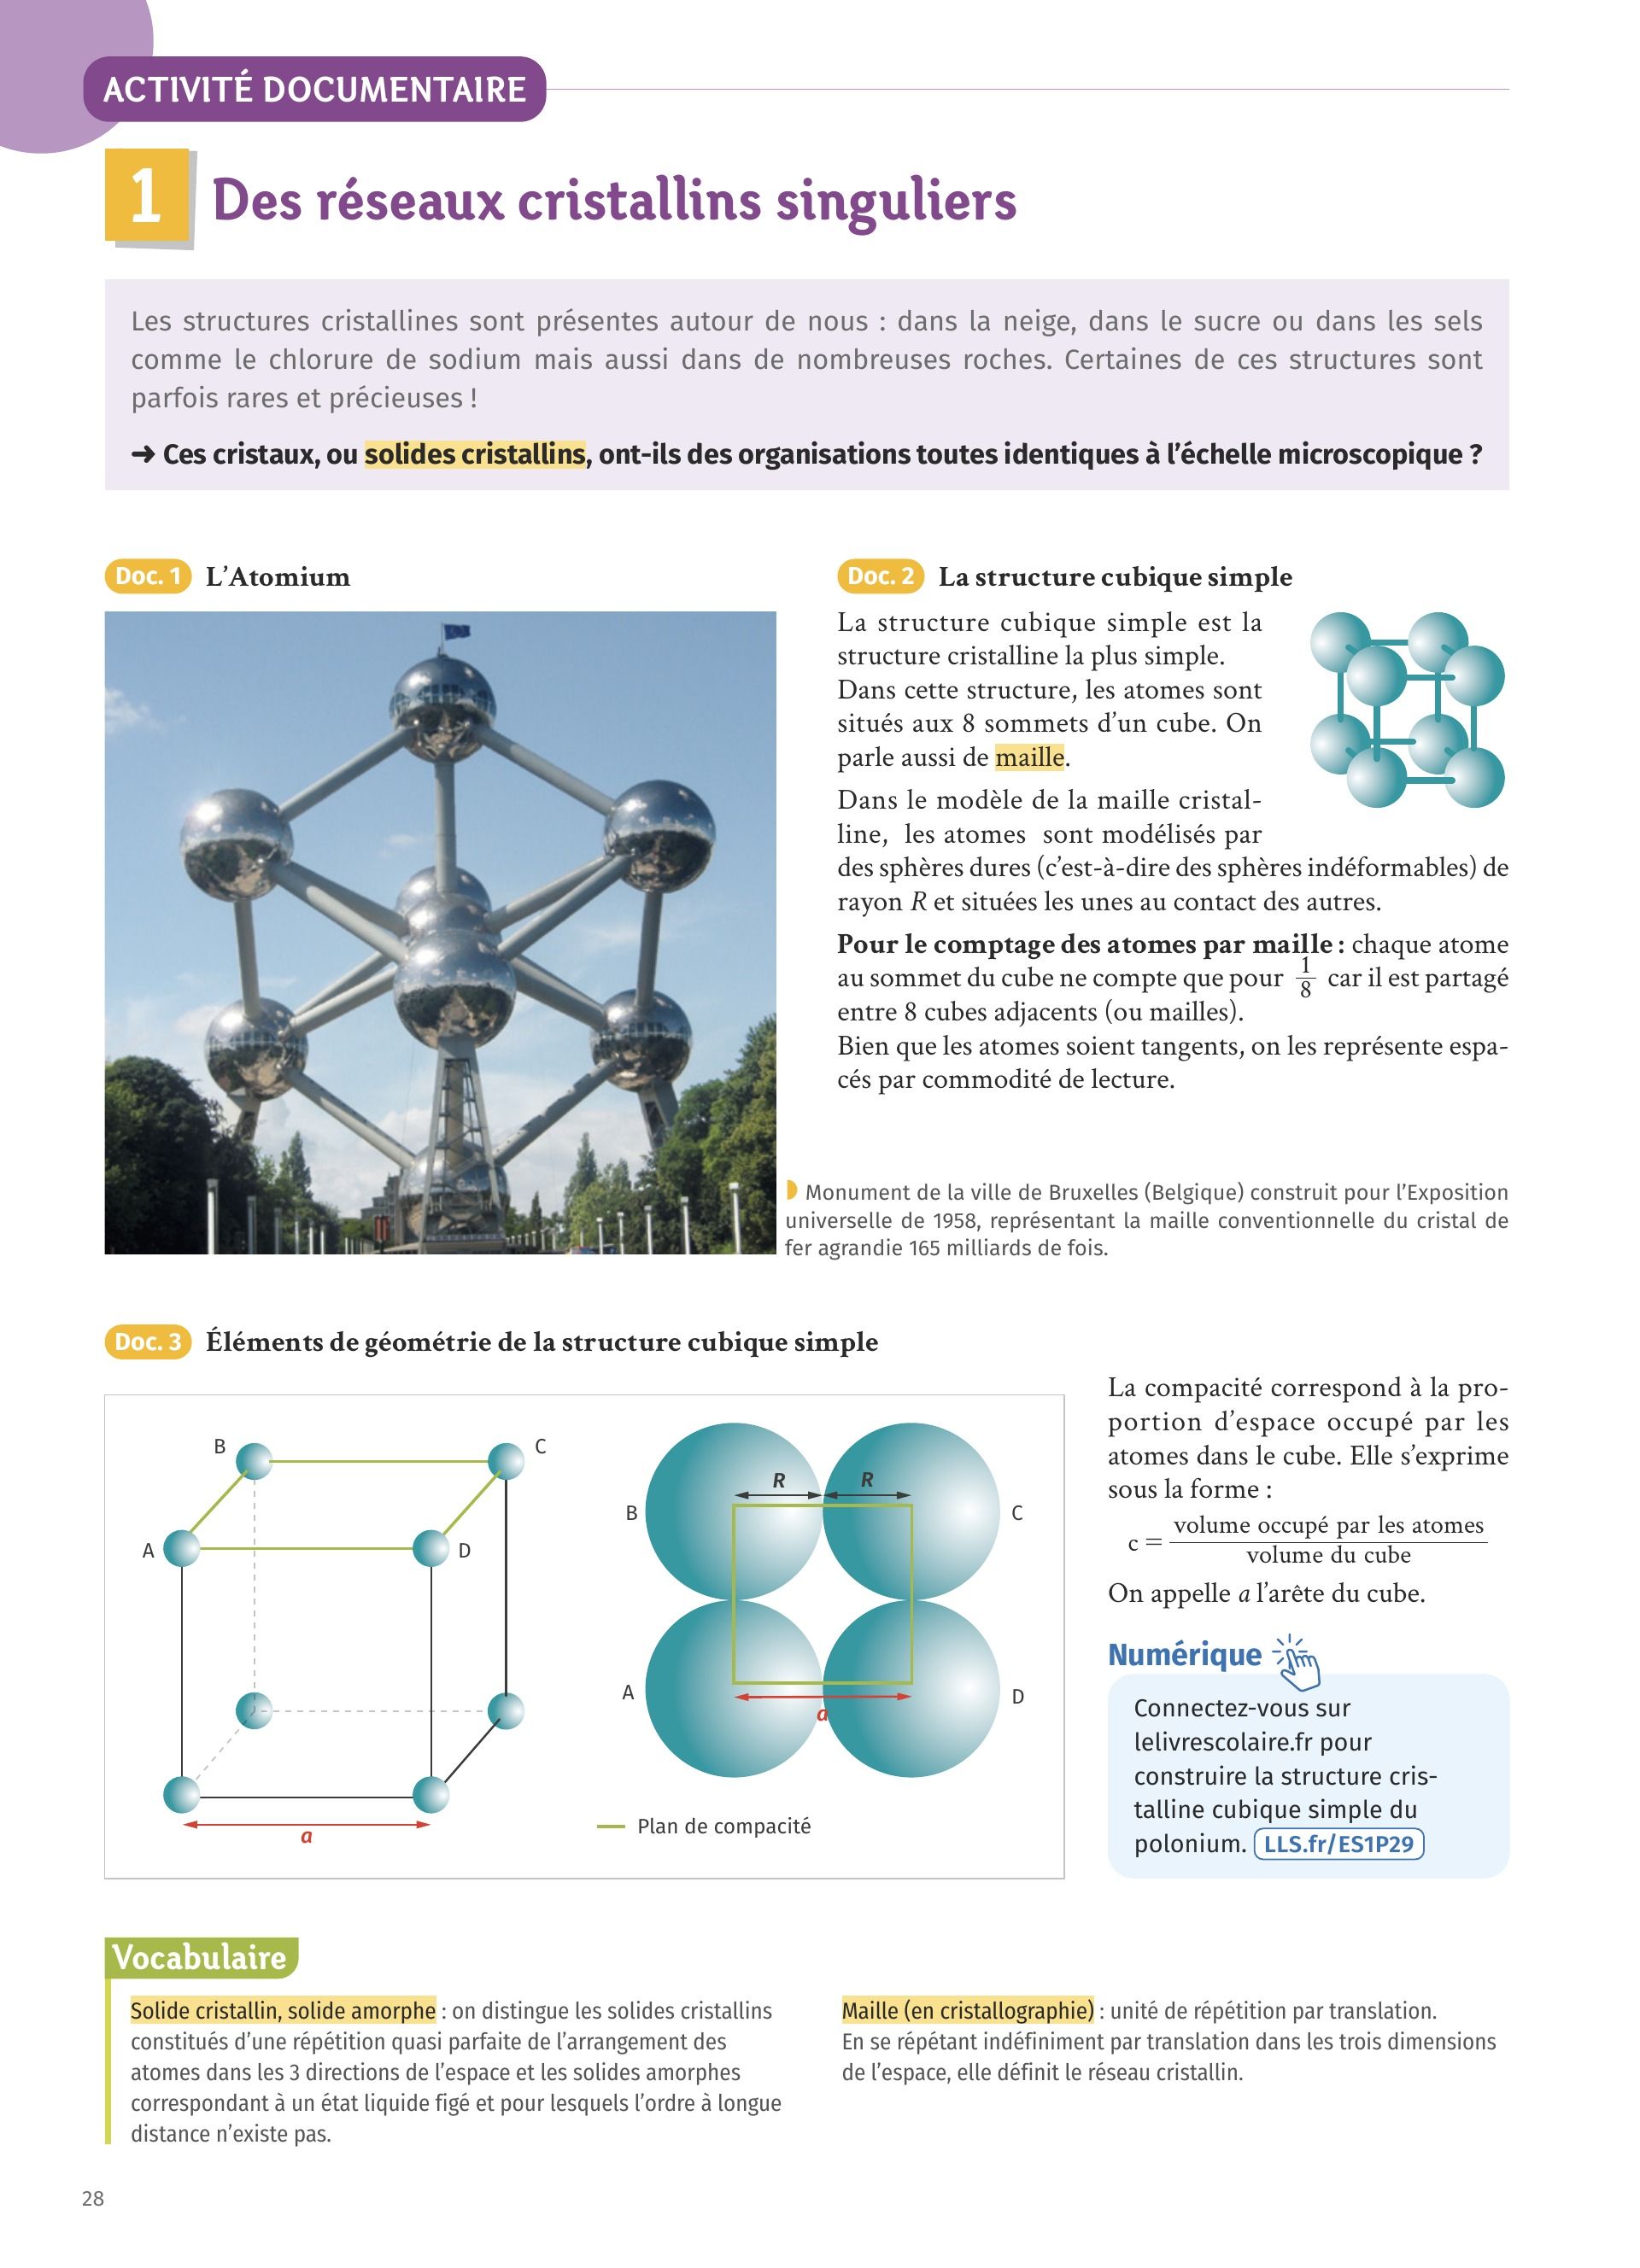 ACTIVITÉ DOCUMENTAIRE
1 Des réseaux cristallins singuliers
Les structures cristallines sont présentes autour de nous : dans la neige, dans le sucre ou dans les sels
comme le chlorure de sodium mais aussi dans de nombreuses roches. Certaines de ces structures sont
parfois rares et précieuses !
➜ Ces cristaux, ou solides cristallins, ont-ils des organisations toutes identiques à l’échelle microscopique ?
Doc. 1 L’Atomium
Doc. 2 La structure cubique simple
La structure cubique simple est la
structure cristalline la plus simple.
Dans cette structure, les atomes sont
situés aux 8 sommets d’un cube. On
parle aussi de maille.
Dans le modèle de la maille cristal-
line, les atomes sont modélisés par
des sphères dures (c’est-à-dire des sphères indéformables) de
rayon R et situées les unes au contact des autres.
Pour le comptage des atomes par maille : chaque atome
au sommet du cube ne compte que pour 1/8 car il est partagé
entre 8 cubes adjacents (ou mailles).
Bien que les atomes soient tangents, on les représente espa-
cés par commodité de lecture.
Monument de la ville de Bruxelles (Belgique) construit pour l’Exposition
universelle de 1958, représentant la maille conventionnelle du cristal de
fer agrandie 165 milliards de fois.
Doc. 3 Éléments de géométrie de la structure cubique simple
B
C
A
D
a
B
R
R
C
A
D
a
Plan de compacité
La compacité correspond à la pro-
portion d’espace occupé par les
atomes dans le cube. Elle s’exprime
sous la forme :
c = volume occupé par les atomes
volume du cube
On appelle a l’arête du cube.
Numérique
Connectez-vous sur
lelivrescolaire.fr pour
construire la structure cris-
talline cubique simple du
polonium. LLS.fr/ES1P29
Vocabulaire
Solide cristallin, solide amorphe : on distingue les solides cristallins
constitués d’une répétition quasi parfaite de l’arrangement des
atomes dans les 3 directions de l’espace et les solides amorphes
correspondant à un état liquide figé et pour lesquels l’ordre à longue
distance n’existe pas.
Maille (en cristallographie) : unité de répétition par translation.
En se répétant indéfiniment par translation dans les trois dimensions
de l’espace, elle définit le réseau cristallin.
28